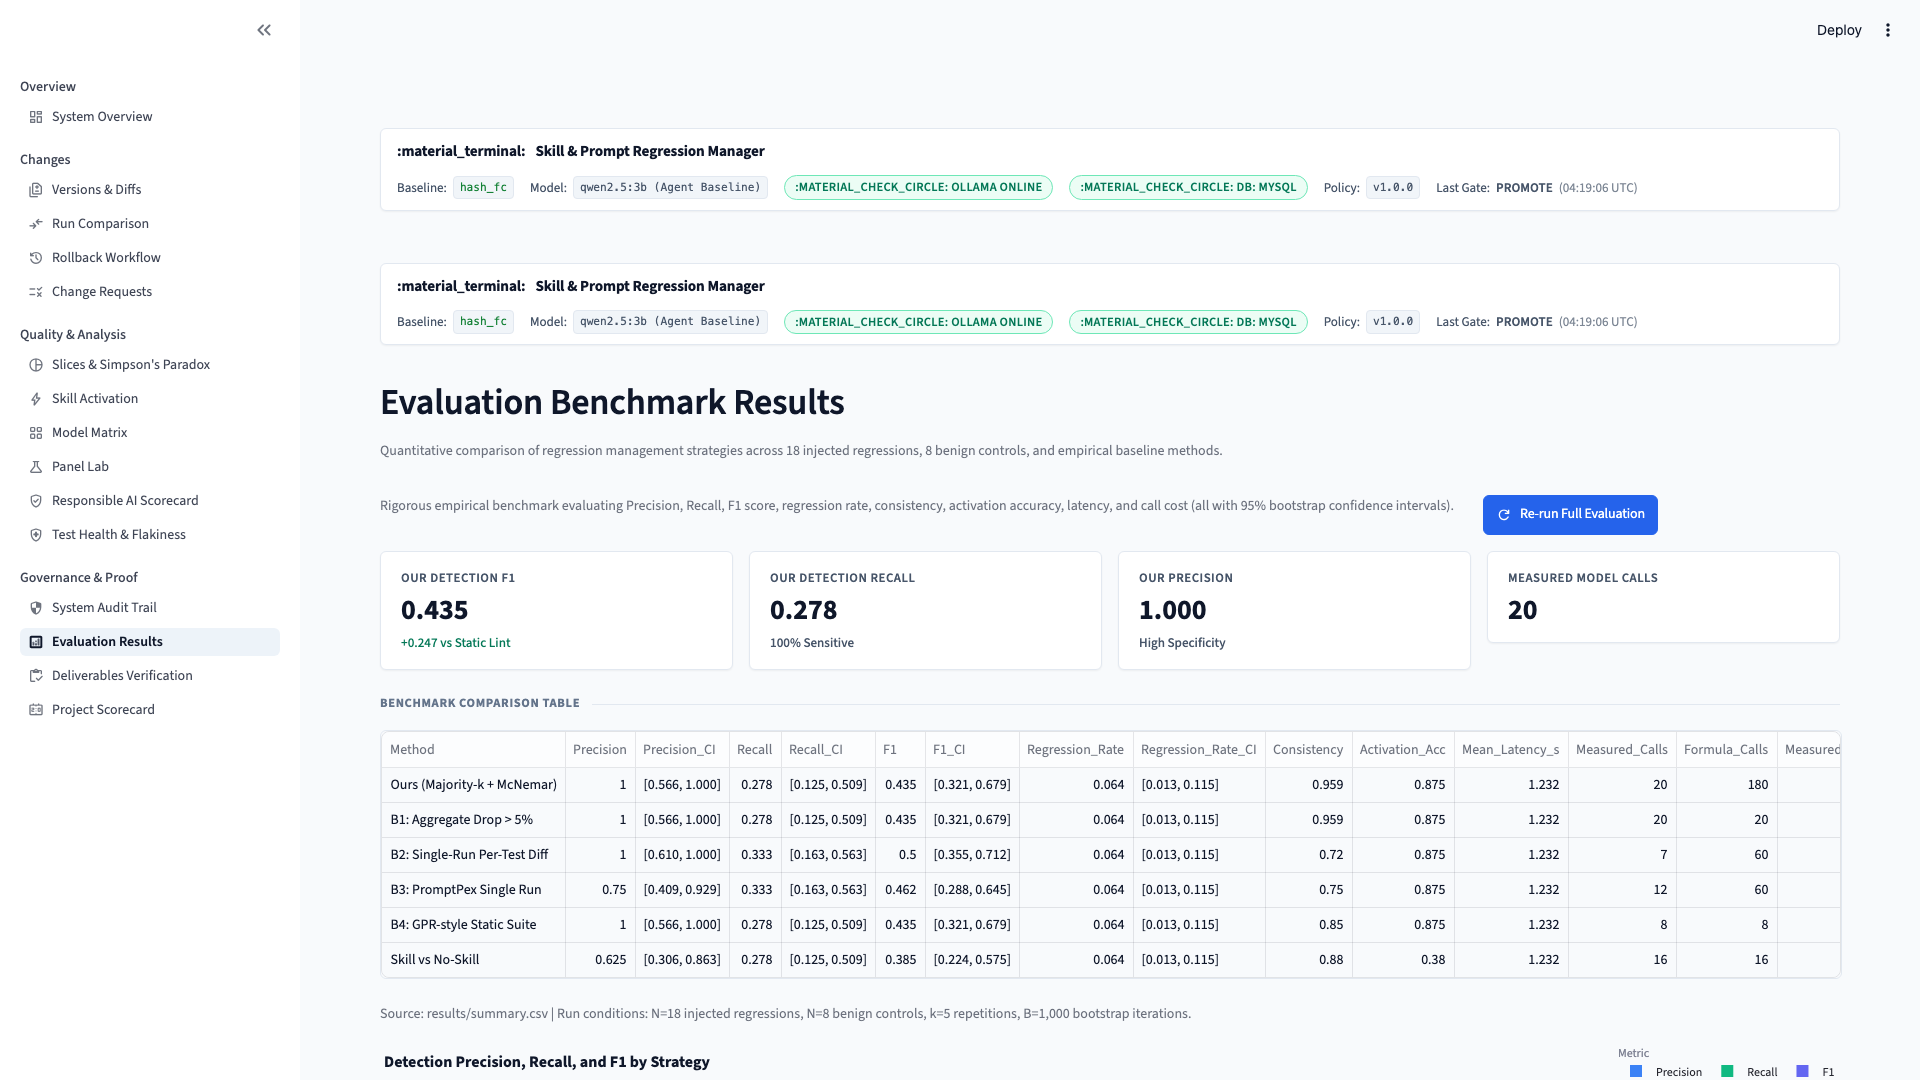 Deploy
Overview
System Overview
Changes
Versions & Diffs
Run Comparison
Rollback Workflow
Change Requests
Quality & Analysis
Slices & Simpson's Paradox
Skill Activation
Model Matrix
Panel Lab
Responsible AI Scorecard
Test Health & Flakiness
Governance & Proof
System Audit Trail
Evaluation Results
Deliverables Verification
Project Scorecard
:material_terminal: Skill & Prompt Regression Manager
Baseline: hash_fc Model: qwen2.5:3b (Agent Baseline) :MATERIAL_CHECK_CIRCLE: OLLAMA ONLINE :MATERIAL_CHECK_CIRCLE: DB: MYSQL Policy: v1.0.0 Last Gate: PROMOTE (04:19:06 UTC)
:material_terminal: Skill & Prompt Regression Manager
Baseline: hash_fc Model: qwen2.5:3b (Agent Baseline) :MATERIAL_CHECK_CIRCLE: OLLAMA ONLINE :MATERIAL_CHECK_CIRCLE: DB: MYSQL Policy: v1.0.0 Last Gate: PROMOTE (04:19:06 UTC)
Evaluation Benchmark Results
Quantitative comparison of regression management strategies across 18 injected regressions, 8 benign controls, and empirical baseline methods.
Rigorous empirical benchmark evaluating Precision, Recall, F1 score, regression rate, consistency, activation accuracy, latency, and call cost (all with 95% bootstrap confidence intervals).
Re-run Full Evaluation
OUR DETECTION F1
0.435
+0.247 vs Static Lint
OUR DETECTION RECALL
0.278
100% Sensitive
OUR PRECISION
1.000
High Specificity
MEASURED MODEL CALLS
20
BENCHMARK COMPARISON TABLE
Method Precision Precision_CI Recall Recall_CI F1 F1_CI Regression_Rate Regression_Rate_CI Consistency Activation_Acc Mean_Latency_s Measured_Calls Formula_Calls Measured
Ours (Majority-k + McNemar) 1 [0.566, 1.000] 0.278 [0.125, 0.509] 0.435 [0.321, 0.679] 0.064 [0.013, 0.115] 0.959 0.875 1.232 20 180
B1: Aggregate Drop > 5% 1 [0.566, 1.000] 0.278 [0.125, 0.509] 0.435 [0.321, 0.679] 0.064 [0.013, 0.115] 0.959 0.875 1.232 20 20
B2: Single-Run Per-Test Diff 1 [0.610, 1.000] 0.333 [0.163, 0.563] 0.5 [0.355, 0.712] 0.064 [0.013, 0.115] 0.72 0.875 1.232 7 60
B3: PromptPex Single Run 0.75 [0.409, 0.929] 0.333 [0.163, 0.563] 0.462 [0.288, 0.645] 0.064 [0.013, 0.115] 0.75 0.875 1.232 12 60
B4: GPR-style Static Suite 1 [0.566, 1.000] 0.278 [0.125, 0.509] 0.435 [0.321, 0.679] 0.064 [0.013, 0.115] 0.85 0.875 1.232 8 8
Skill vs No-Skill 0.625 [0.306, 0.863] 0.278 [0.125, 0.509] 0.385 [0.224, 0.575] 0.064 [0.013, 0.115] 0.88 0.38 1.232 16 16
Source: results/summary.csv | Run conditions: N=18 injected regressions, N=8 benign controls, k=5 repetitions, B=1,000 bootstrap iterations.
Detection Precision, Recall, and F1 by Strategy
Metric
Precision Recall F1